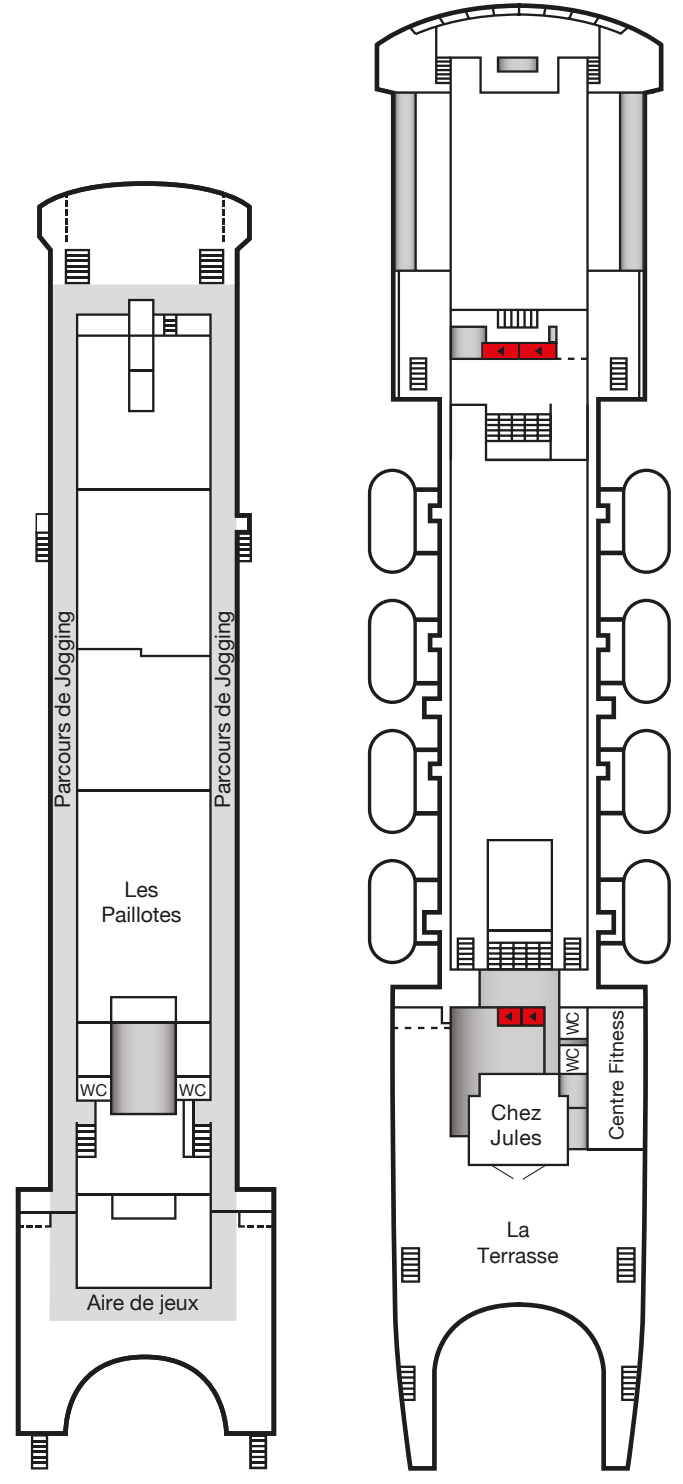 Parcours de Jogging
Parcours de Jogging
Les
Paillotes
WC
WC
Aire de jeux
WC
WC
Centre Fitness
Chez
Jules
La
Terrasse